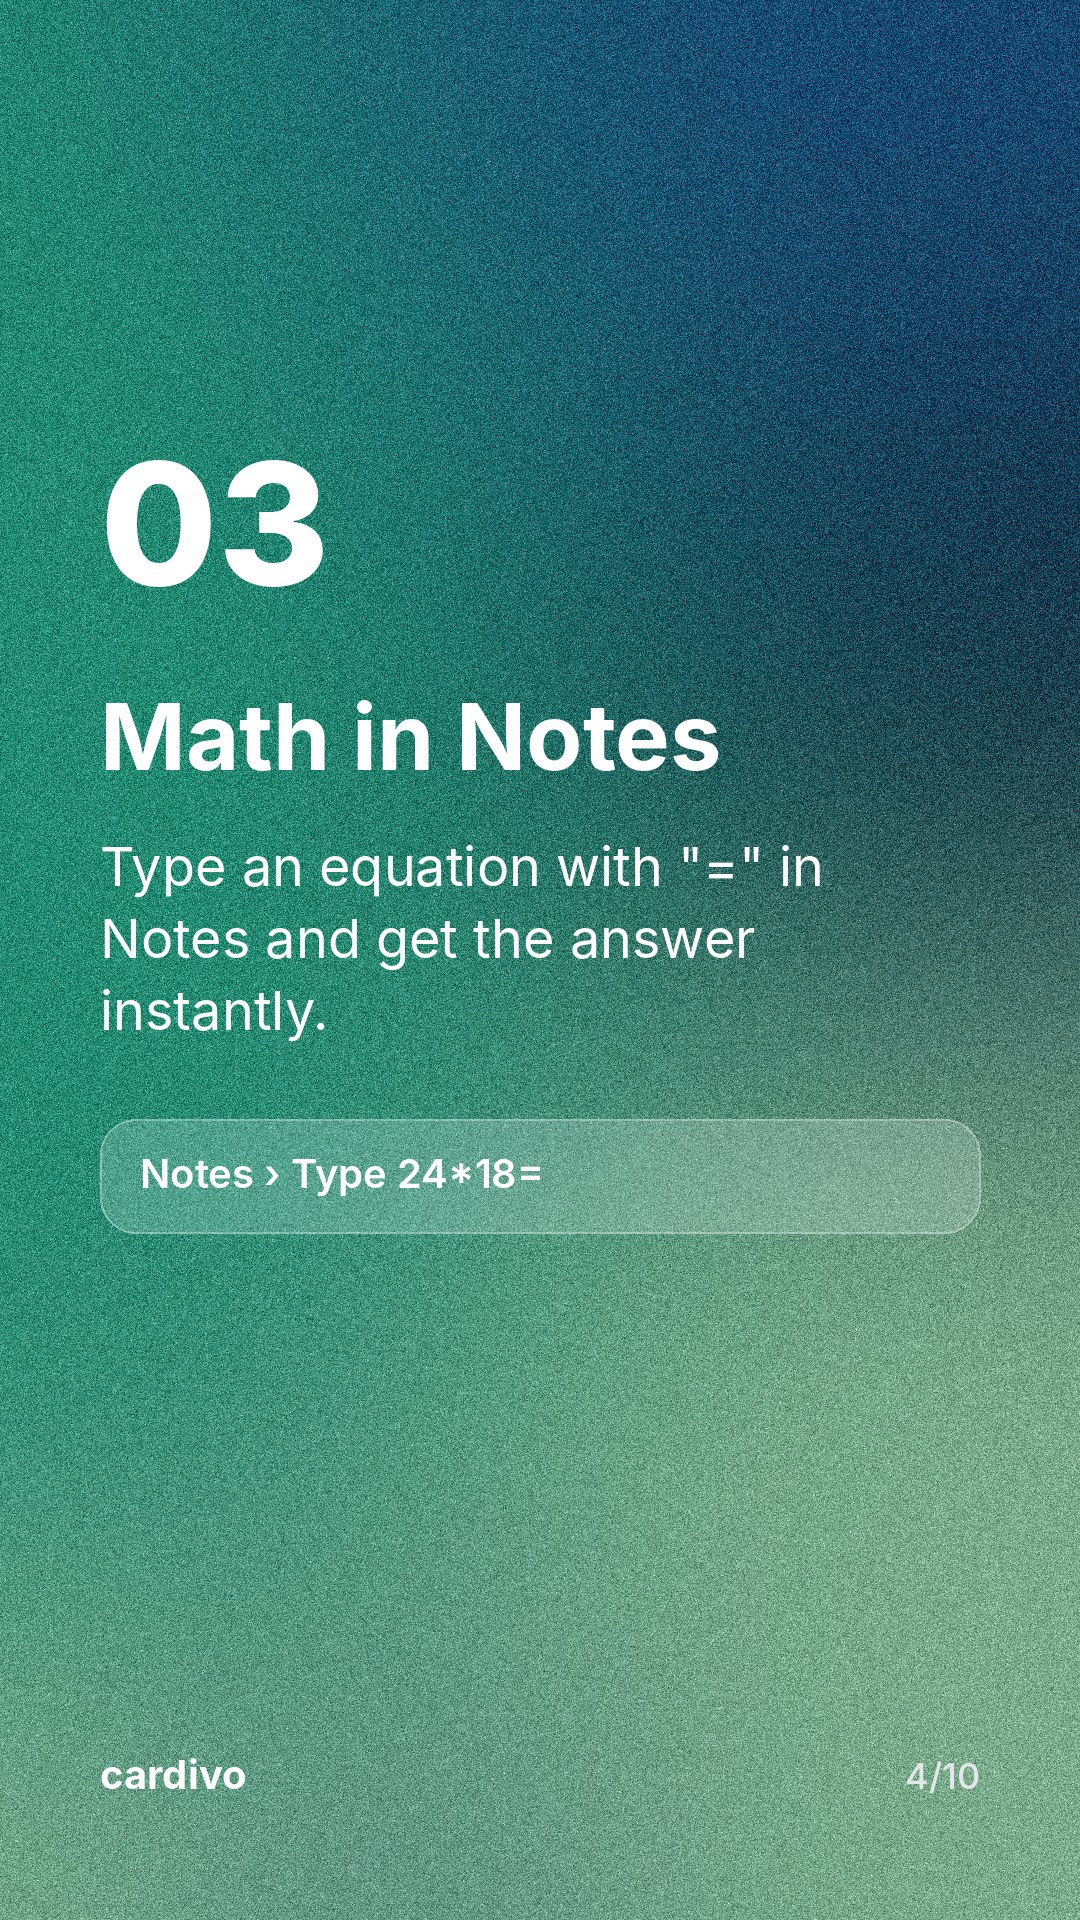 03
Math in Notes
Type an equation with "=" in
Notes and get the answer
instantly.
Notes › Type 24*18=
cardivo
4/10